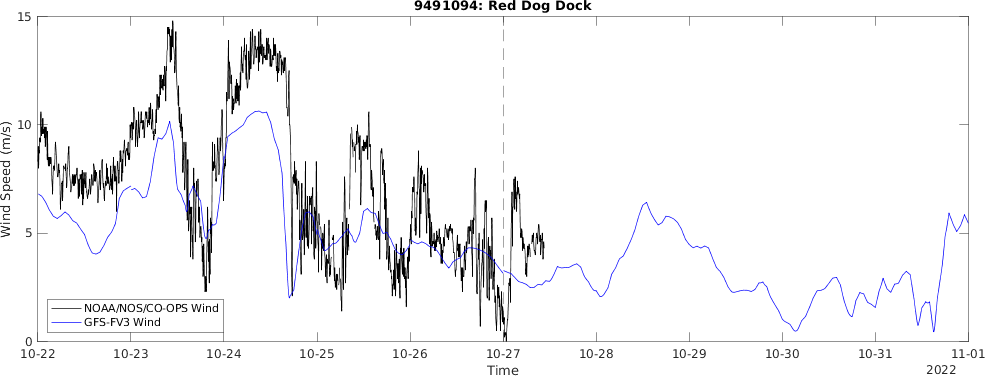 9491094: Red Dog Dock
Wind Speed (m/s)
15
10
5
0
NOAA/NOS/CO-OPS Wind
GFS-FV3 Wind
10-22 10-23 10-24 10-25 10-26 10-27 10-28 10-29 10-30 10-31 11-01
Time
2022